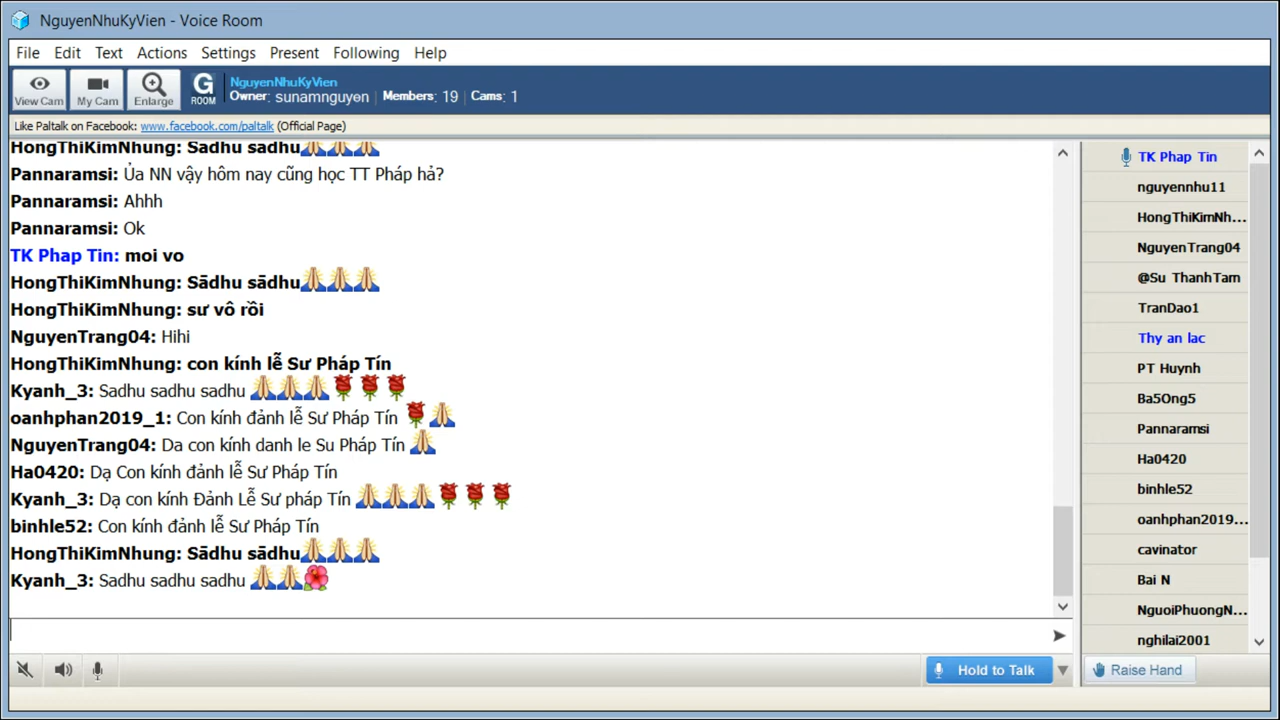 NguyenNhuKyVien - Voice Room
File Edit Text Actions Settings Present Following Help
View Cam
My Cam
Enlarge
G ROOM
NguyenNhuKyVien
Owner: sunamnguyen | Members: 19 | Cams: 1
Like Paltalk on Facebook: www.facebook.com/paltalk (Official Page)
HongThiKimNhung: Sādhu sādhu🙏🙏🙏
Pannaramsi: Ủa NN vậy hôm nay cũng học TT Pháp hả?
Pannaramsi: Ahhh
Pannaramsi: Ok
TK Phap Tin: moi vo
HongThiKimNhung: Sādhu sādhu🙏🙏🙏
HongThiKimNhung: sư vô rồi
NguyenTrang04: Hihi
HongThiKimNhung: con kính lễ Sư Pháp Tín
Kyanh_3: Sadhu sadhu sadhu 🙏🙏🙏🌹🌹🌹
oanhphan2019_1: Con kính đảnh lễ Sư Pháp Tín 🌹🙏
NguyenTrang04: Da con kính danh le Su Pháp Tín 🙏
Ha0420: Dạ Con kính đảnh lễ Sư Pháp Tín
Kyanh_3: Dạ con kính Đảnh Lễ Sư pháp Tín 🙏🙏🙏🌹🌹🌹
binhle52: Con kính đảnh lễ Sư Pháp Tín
HongThiKimNhung: Sādhu sādhu🙏🙏🙏
Kyanh_3: Sadhu sadhu sadhu 🙏🙏🌺
TK Phap Tin
nguyennhu11
HongThiKimNh...
NguyenTrang04
@Su ThanhTam
TranDao1
Thy an lac
PT Huynh
Ba5Ong5
Pannaramsi
Ha0420
binhle52
oanhphan2019...
cavinator
Bai N
NguoiPhuongN...
nghilai2001
Hold to Talk
Raise Hand